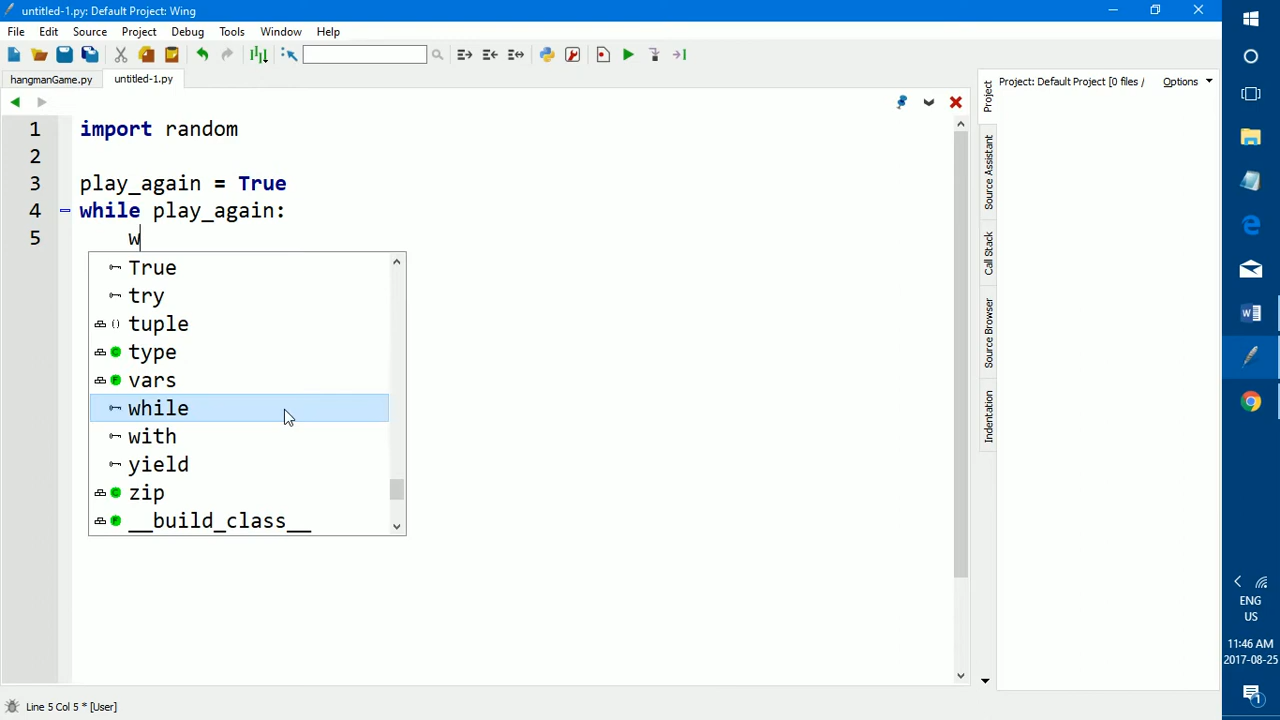 untitled-1.py: Default Project: Wing
File Edit Source Project Debug Tools Window Help
hangmanGame.py untitled-1.py
Project: Default Project [0 files / Options
1 import random
2
3 play_again = True
4 while play_again:
5 w
True
try
() tuple
type
vars
while
with
yield
zip
__build_class__
Project
Source Assistant
Call Stack
Source Browser
Indentation
ENG
US
11:46 AM
2017-08-25
1
Line 5 Col 5 * [User]